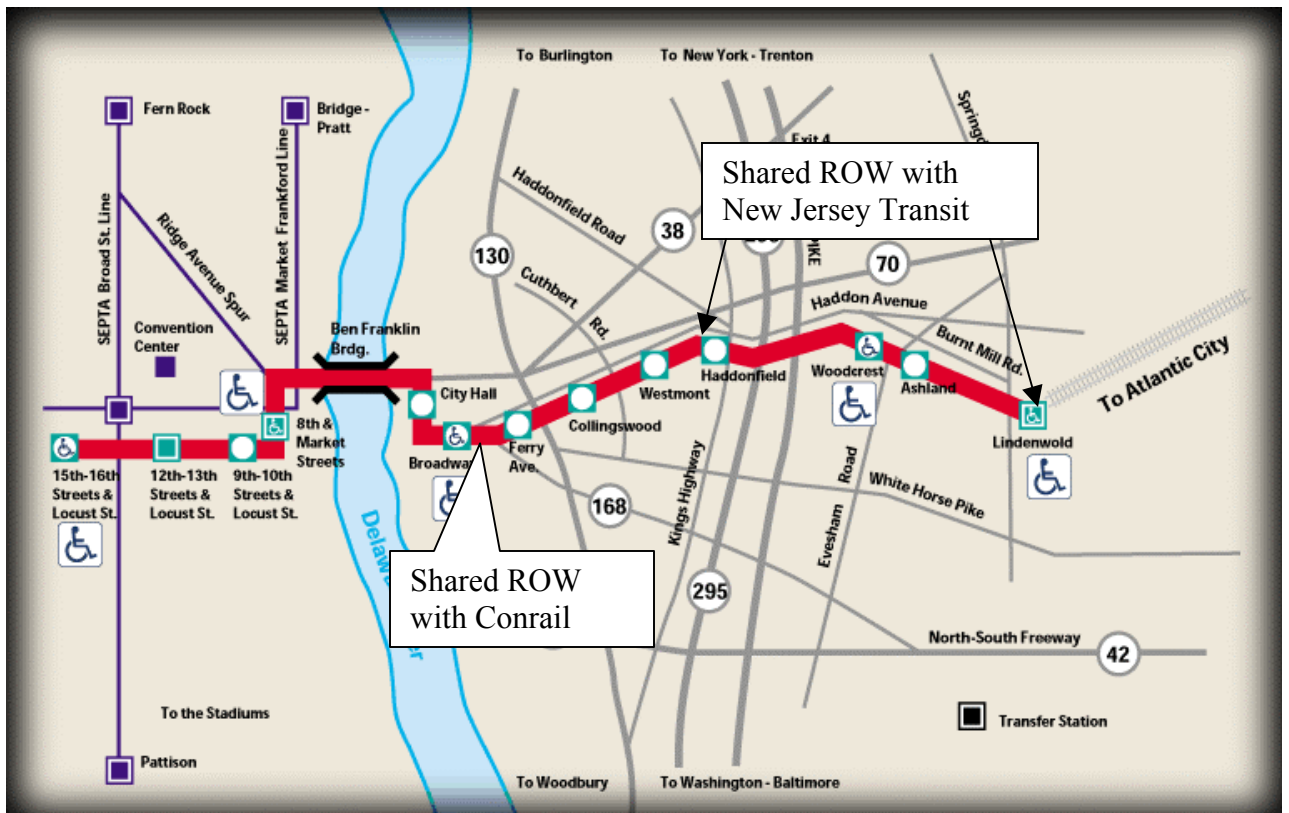 To Burlington
To New York - Trenton
Fern Rock
Bridge -
Pratt
SEPTA Broad St. Line
Ridge Avenue Spur
SEPTA Market Frankford Line
Convention
Center
Ben Franklin
Brdg.
Haddonfield Road
38
130
Cuthbert
Rd.
Exit 4
Shared ROW with
New Jersey Transit
PIKE
70
Haddon Avenue
Burnt Mill Rd.
To Atlantic City
City Hall
Westmont
Haddonfield
Woodcrest
Ashland
Lindenwold
Collingswood
Ferry
Ave.
8th &
Market
Streets
15th-16th
Streets &
Locust St.
12th-13th
Streets &
Locust St.
9th-10th
Streets &
Locust St.
168
Kings Highway
Evesham Road
White Horse Pike
Shared ROW
with Conrail
295
North-South Freeway
42
To the Stadiums
Transfer Station
Pattison
To Woodbury
To Washington - Baltimore